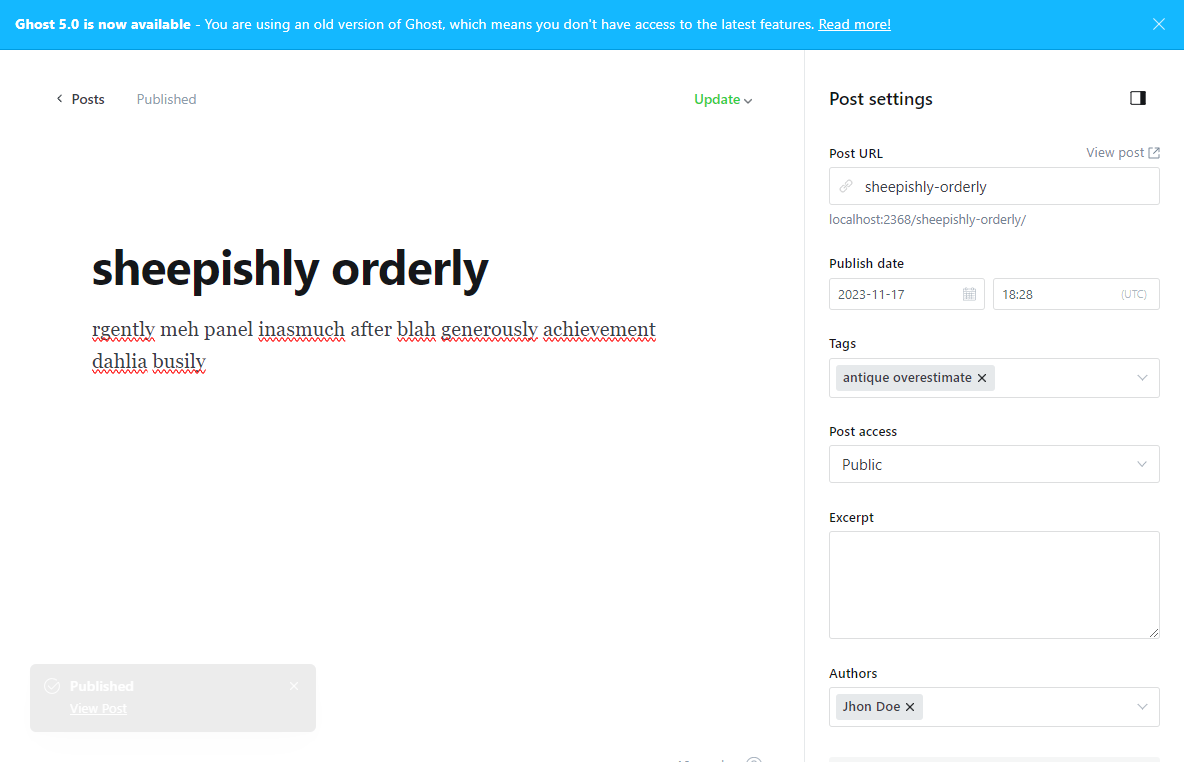 Ghost 5.0 is now available - You are using an old version of Ghost, which means you don't have access to the latest features. Read more!
Posts
Published
Update
sheepishly orderly
rgently meh panel inasmuch after blah generously achievement
dahlia busily
Published
View Post
Post settings
Post URL
View post
sheepishly-orderly
localhost:2368/sheepishly-orderly/
Publish date
2023-11-17
18:28
(UTC)
Tags
antique overestimate
Post access
Public
Excerpt
Authors
Jhon Doe